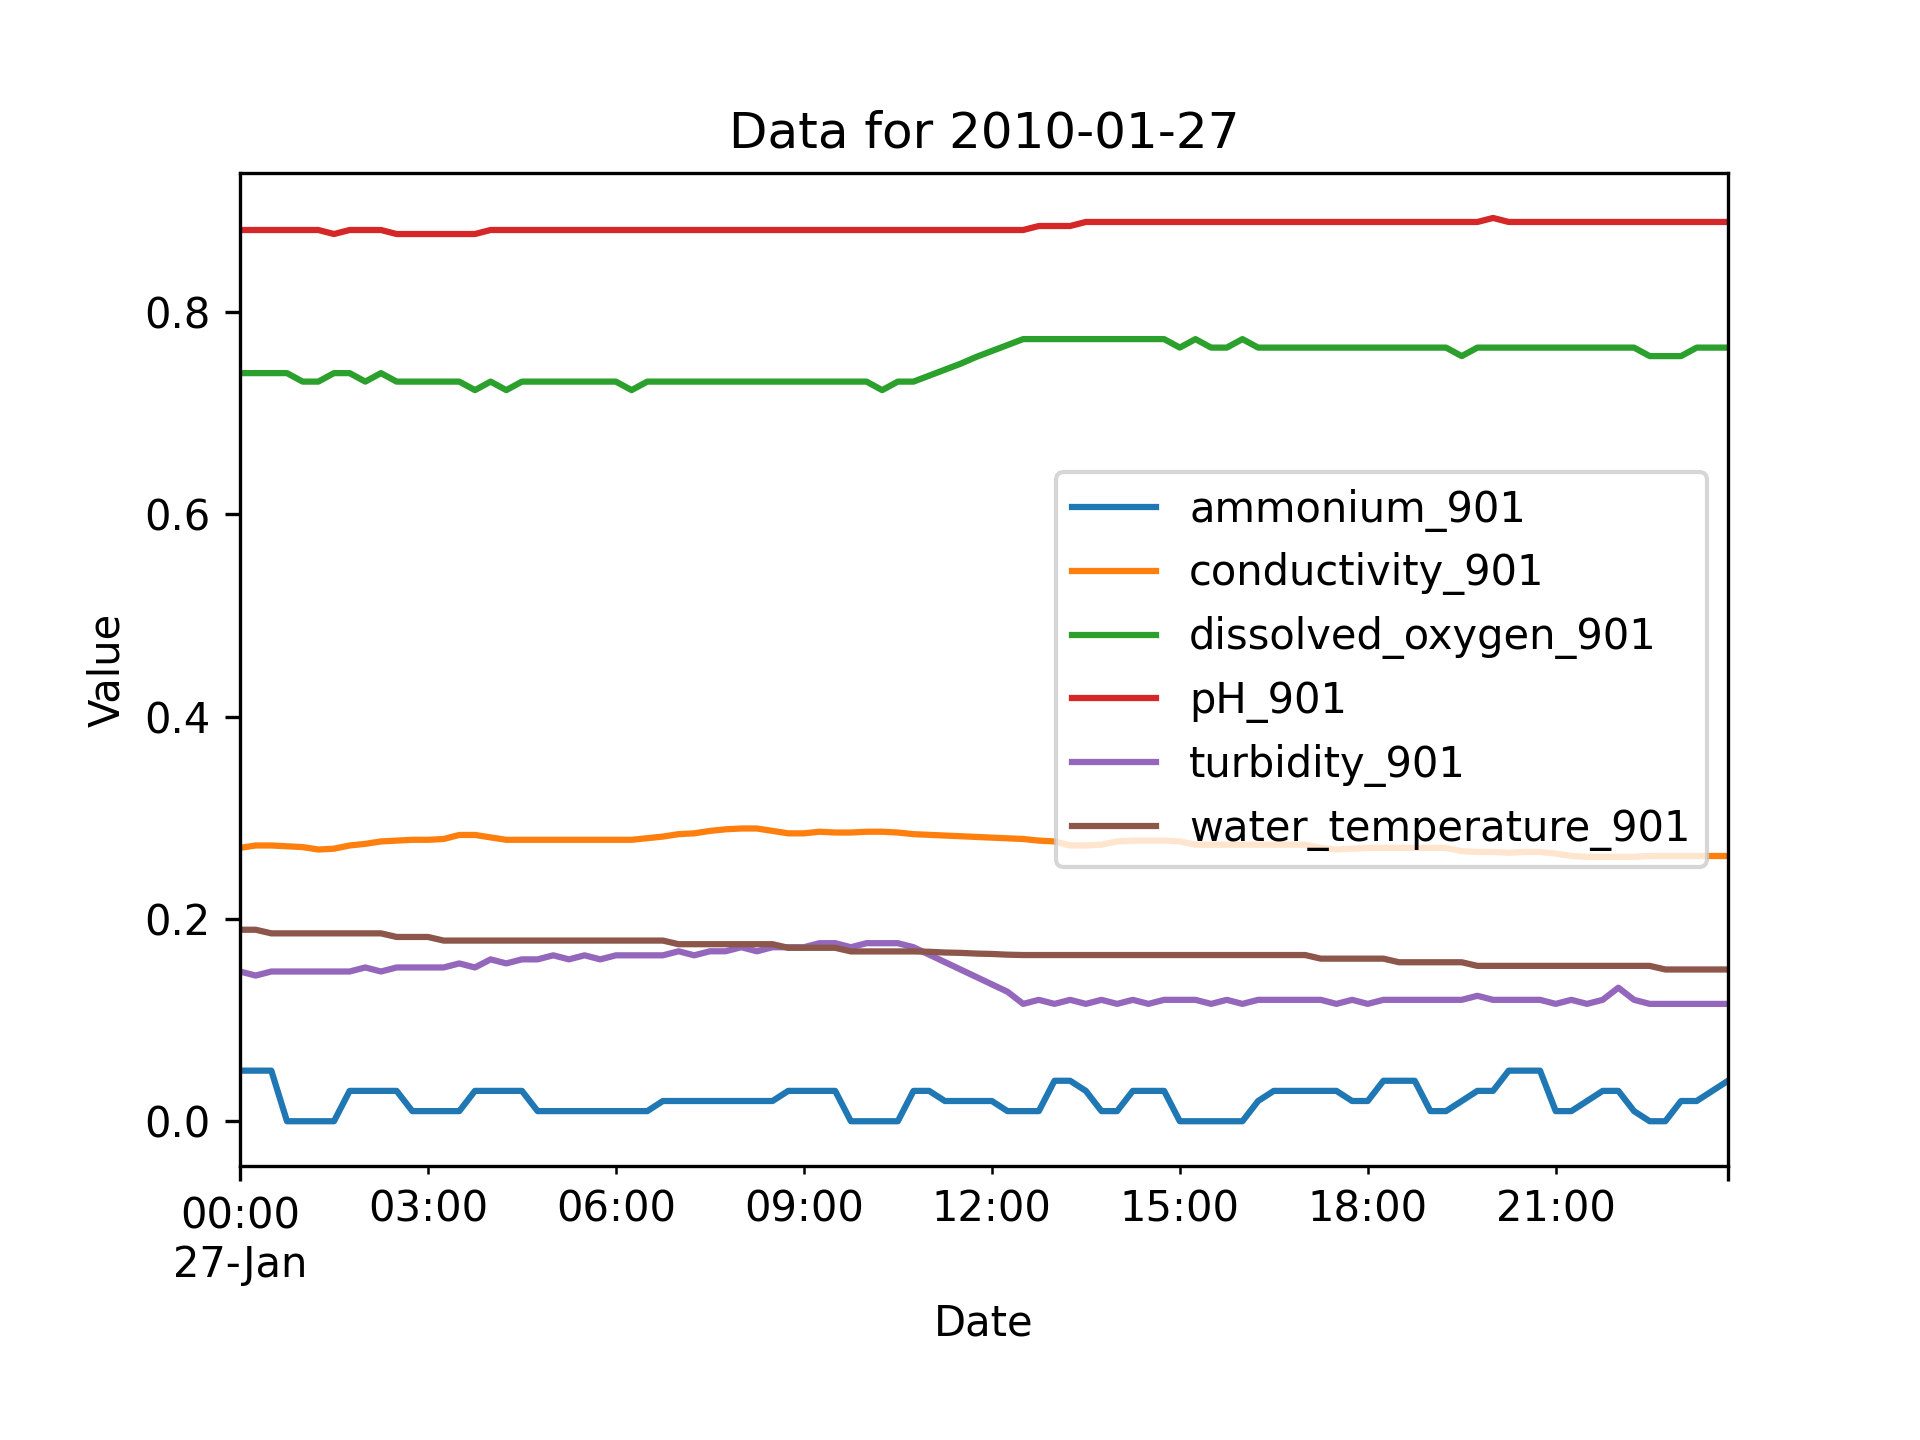 Data for 2010-01-27
Value
0.8
0.6
0.4
0.2
0.0
ammonium_901
conductivity_901
dissolved_oxygen_901
pH_901
turbidity_901
water_temperature_901
00:00 03:00 06:00 09:00 12:00 15:00 18:00 21:00
27-Jan
Date